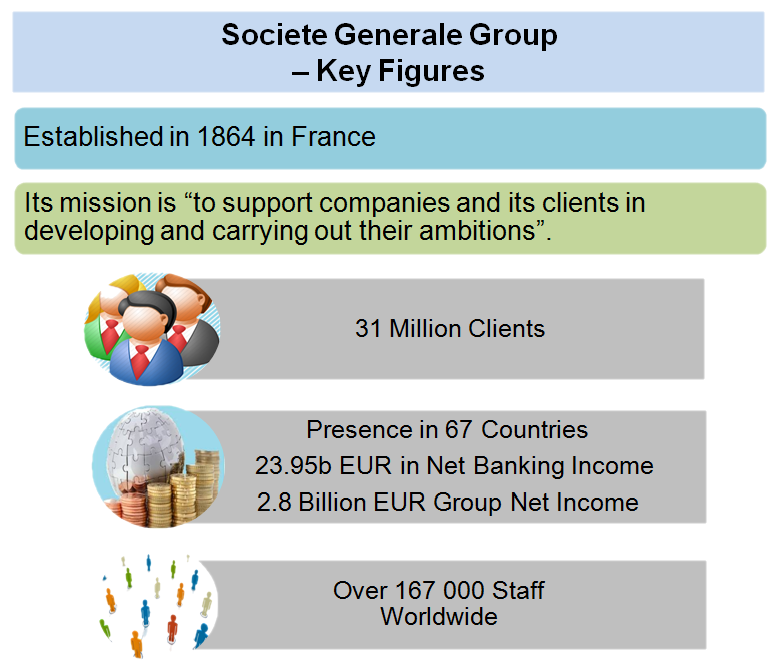 Societe Generale Group
– Key Figures
Established in 1864 in France
Its mission is “to support companies and its clients in
developing and carrying out their ambitions”.
31 Million Clients
Presence in 67 Countries
23.95b EUR in Net Banking Income
2.8 Billion EUR Group Net Income
Over 167 000 Staff
Worldwide